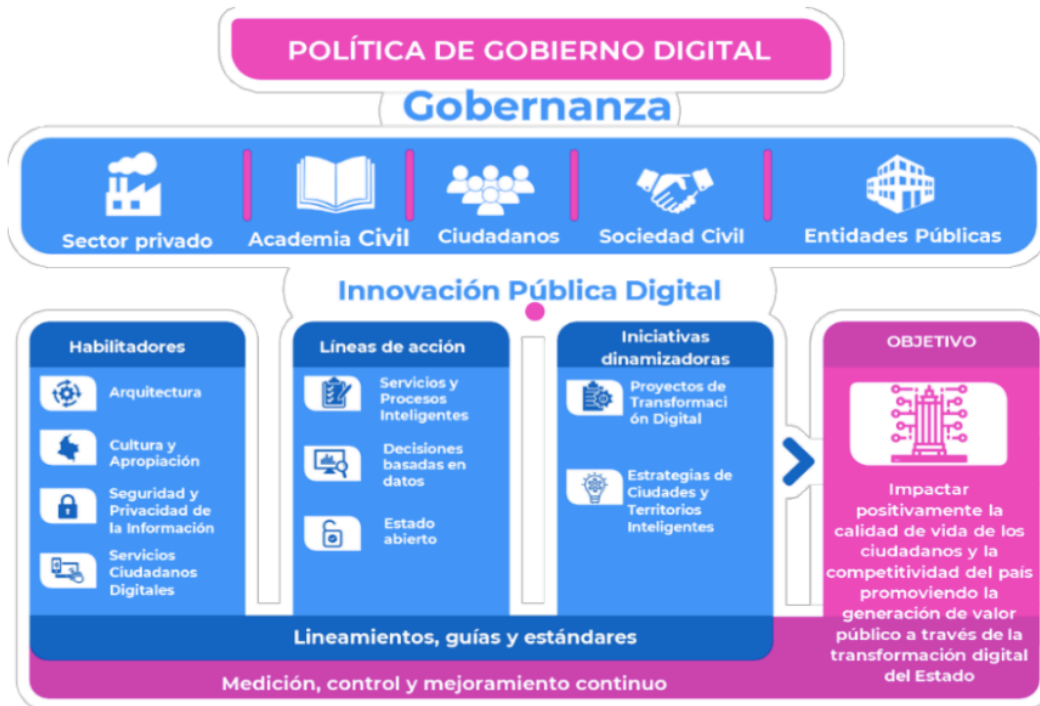 POLÍTICA DE GOBIERNO DIGITAL
Gobernanza
Sector privado
Academia Civil
Ciudadanos
Sociedad Civil
Entidades Públicas
Innovación Pública Digital
Habilitadores
Arquitectura
Cultura y
Apropiación
Seguridad y
Privacidad de
la Información
Servicios
Ciudadanos
Digitales
Líneas de acción
Servicios y
Procesos
Inteligentes
Decisiones
basadas en
datos
Estado
abierto
Iniciativas
dinamizadoras
Proyectos de
Transformaci
ón Digital
Estrategias de
Ciudades y
Territorios
Inteligentes
OBJETIVO
Impactar
positivamente la
calidad de vida de los
ciudadanos y la
competitividad del país
promoviendo la
generación de valor
público a través de la
transformación digital
del Estado
Lineamientos, guías y estándares
Medición, control y mejoramiento continuo